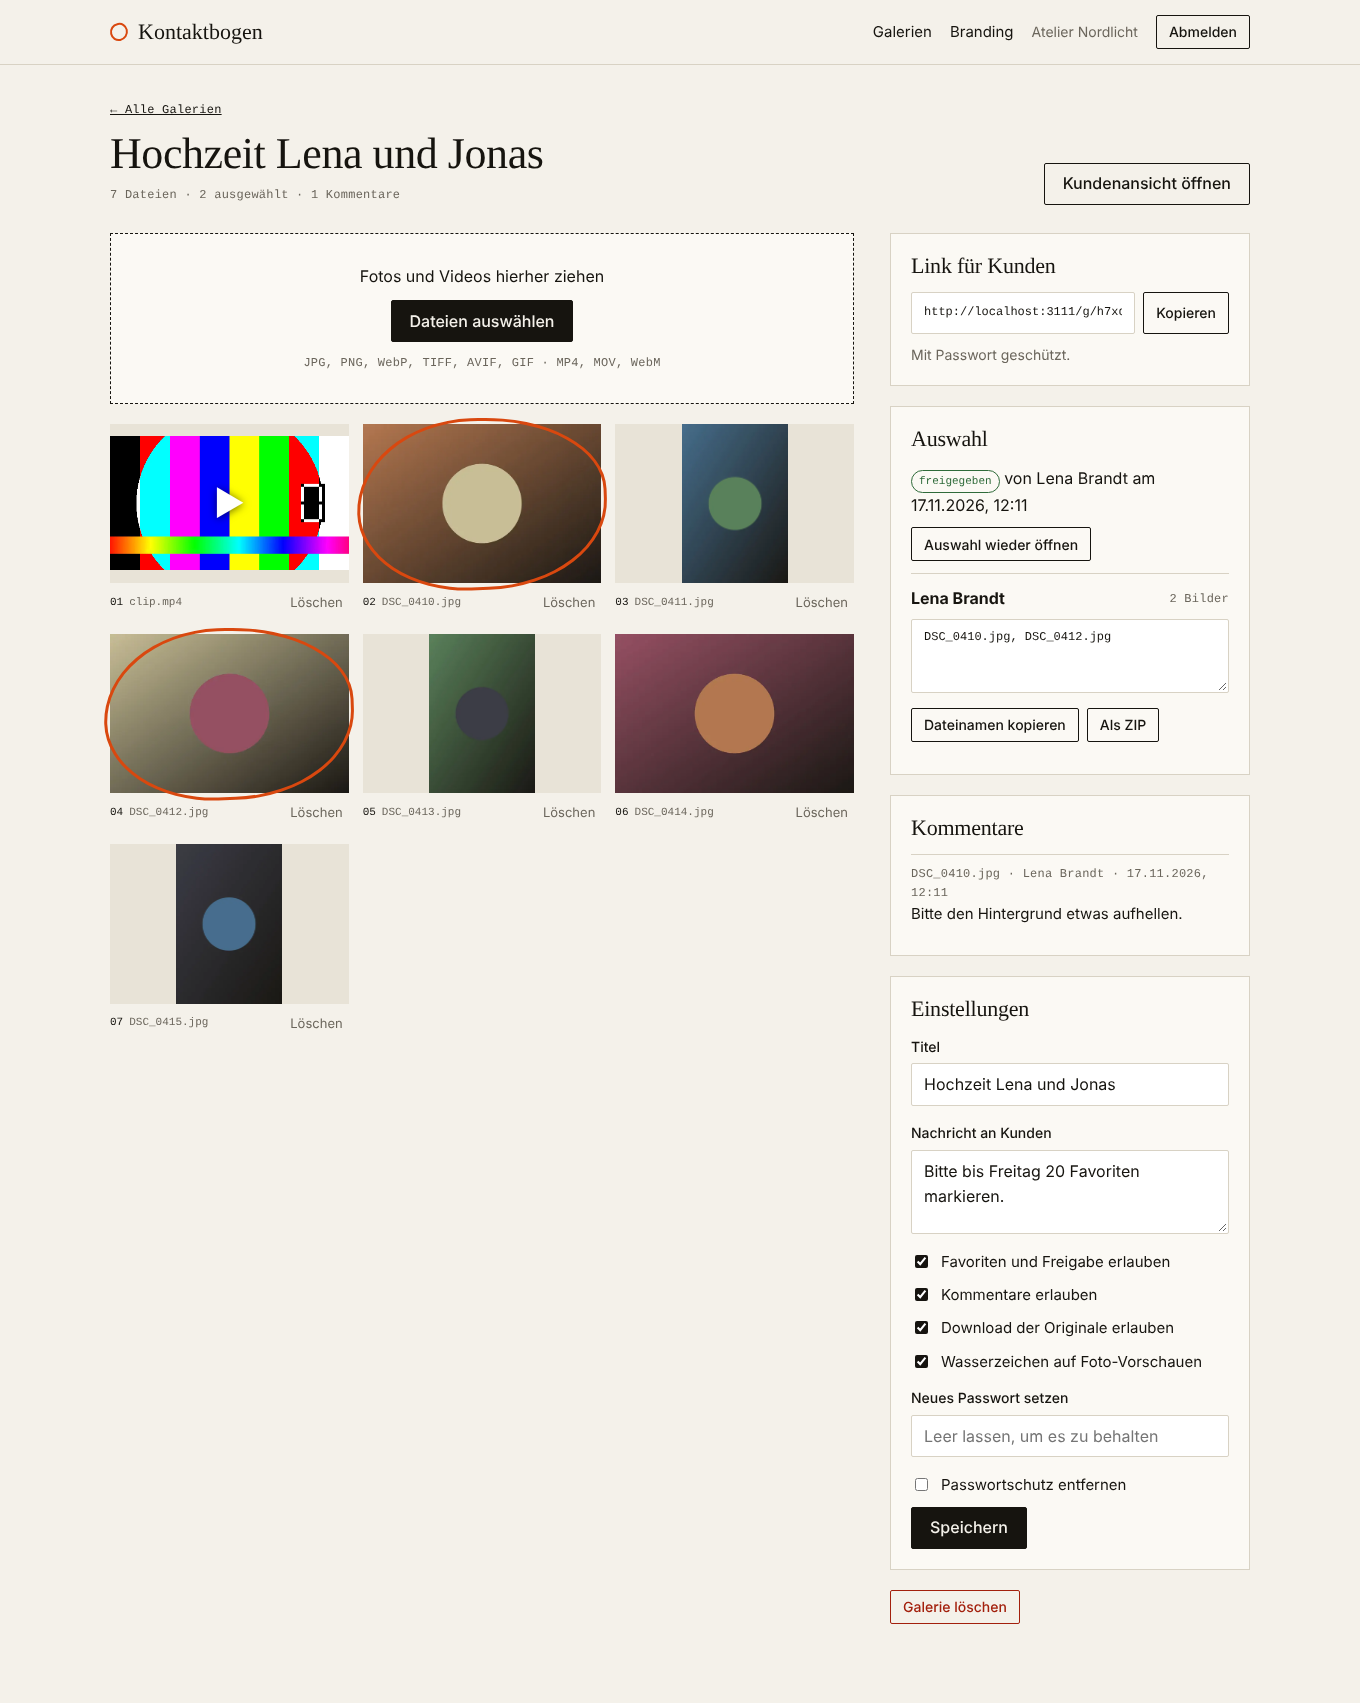 Kontaktbogen
Galerien Branding Atelier Nordlicht Abmelden
← Alle Galerien
Hochzeit Lena und Jonas
7 Dateien · 2 ausgewählt · 1 Kommentare
Kundenansicht öffnen
Fotos und Videos hierher ziehen
Dateien auswählen
JPG, PNG, WebP, TIFF, AVIF, GIF · MP4, MOV, WebM
01 clip.mp4 Löschen
02 DSC_0410.jpg Löschen
03 DSC_0411.jpg Löschen
04 DSC_0412.jpg Löschen
05 DSC_0413.jpg Löschen
06 DSC_0414.jpg Löschen
07 DSC_0415.jpg Löschen
Link für Kunden
http://localhost:3111/g/h7x Kopieren
Mit Passwort geschützt.
Auswahl
freigegeben von Lena Brandt am
17.11.2026, 12:11
Auswahl wieder öffnen
Lena Brandt 2 Bilder
DSC_0410.jpg, DSC_0412.jpg
Dateinamen kopieren Als ZIP
Kommentare
DSC_0410.jpg · Lena Brandt · 17.11.2026,
12:11
Bitte den Hintergrund etwas aufhellen.
Einstellungen
Titel
Hochzeit Lena und Jonas
Nachricht an Kunden
Bitte bis Freitag 20 Favoriten
markieren.
Favoriten und Freigabe erlauben
Kommentare erlauben
Download der Originale erlauben
Wasserzeichen auf Foto-Vorschauen
Neues Passwort setzen
Leer lassen, um es zu behalten
Passwortschutz entfernen
Speichern
Galerie löschen